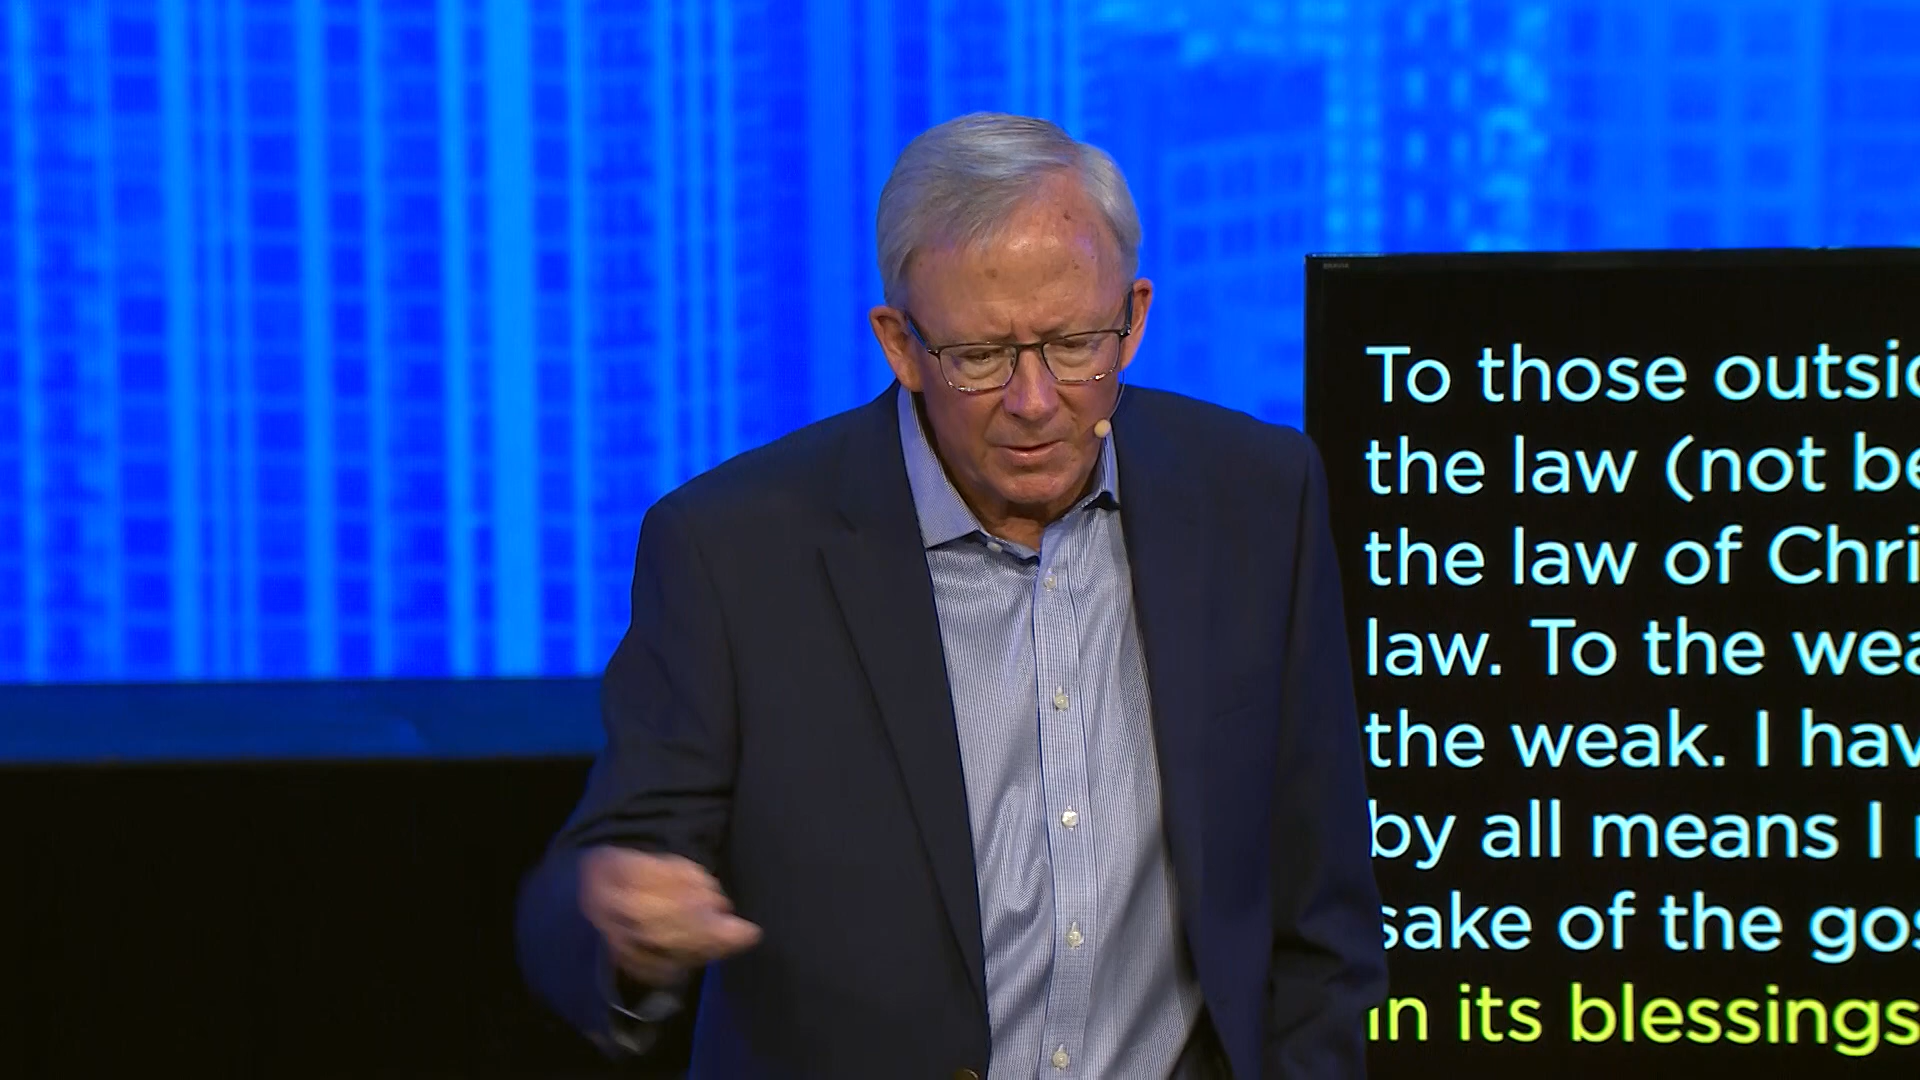 To those outsi
the law (not be
the law of Chri
law. To the wea
the weak. I hav
by all means I
sake of the gos
in its blessings